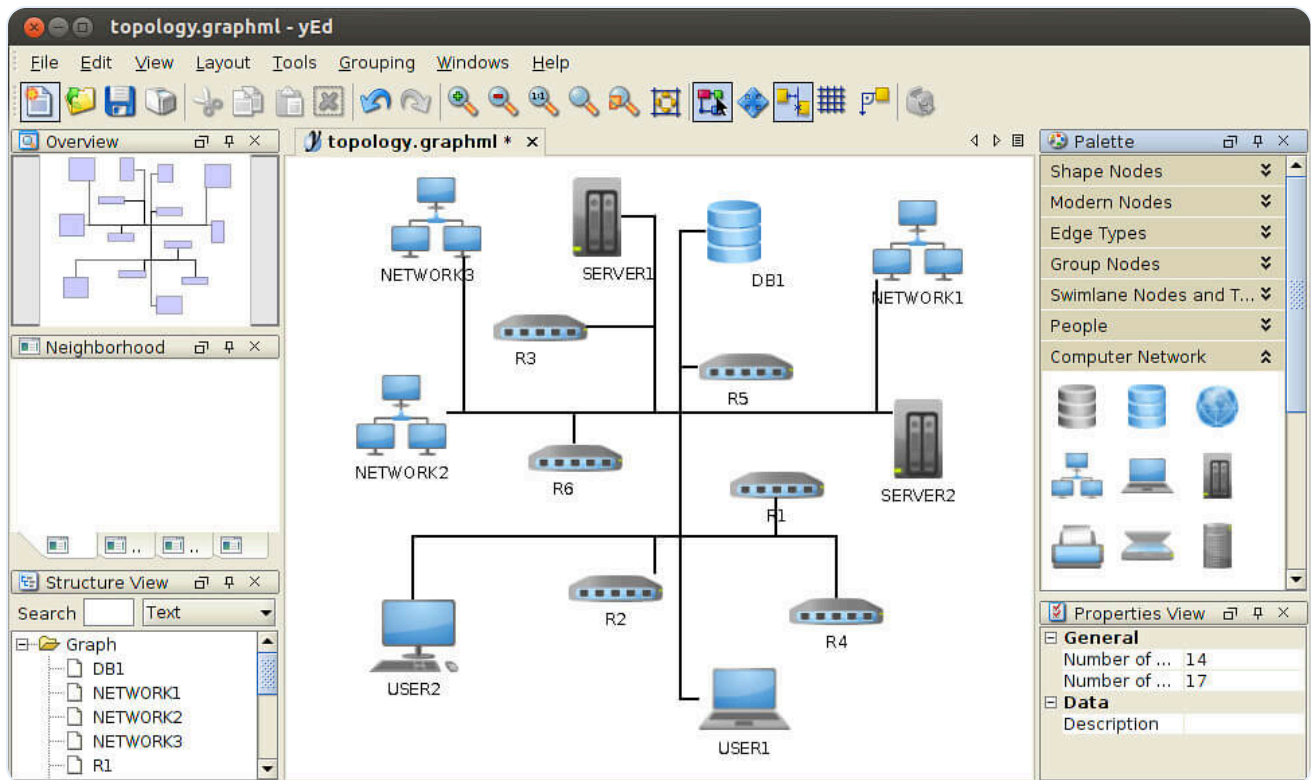 topology.graphml - yEd
File Edit View Layout Tools Grouping Windows Help
1:1
Overview
topology.graphml *
Palette
Shape Nodes
Modern Nodes
Edge Types
Group Nodes
Swimlane Nodes and T...
People
Computer Network
NETWORK3
SERVER1
DB1
NETWORK1
R3
R5
NETWORK2
R6
SERVER2
R1
R2
R4
USER2
USER1
Neighborhood
..
..
Structure View
Search
Text
Graph
DB1
NETWORK1
NETWORK2
NETWORK3
R1
Properties View
General
Number of ... 14
Number of ... 17
Data
Description